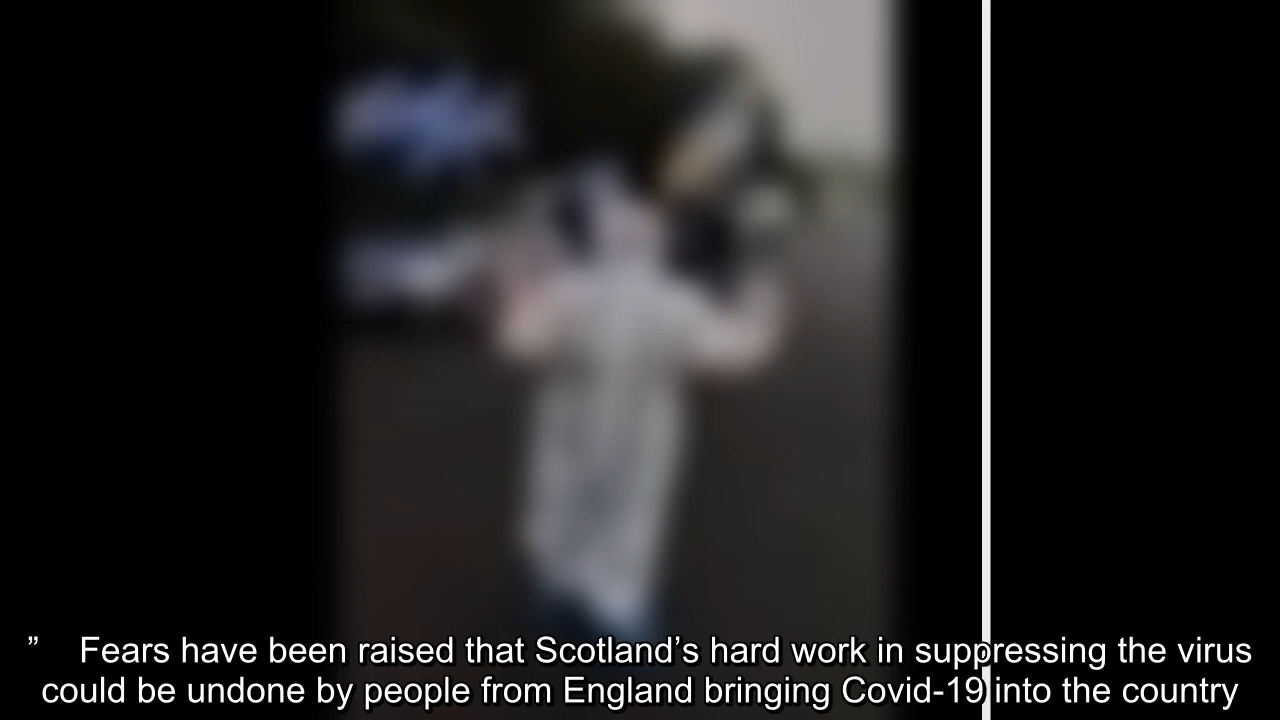 ” Fears have been raised that Scotland’s hard work in suppressing the virus
could be undone by people from England bringing Covid-19 into the country